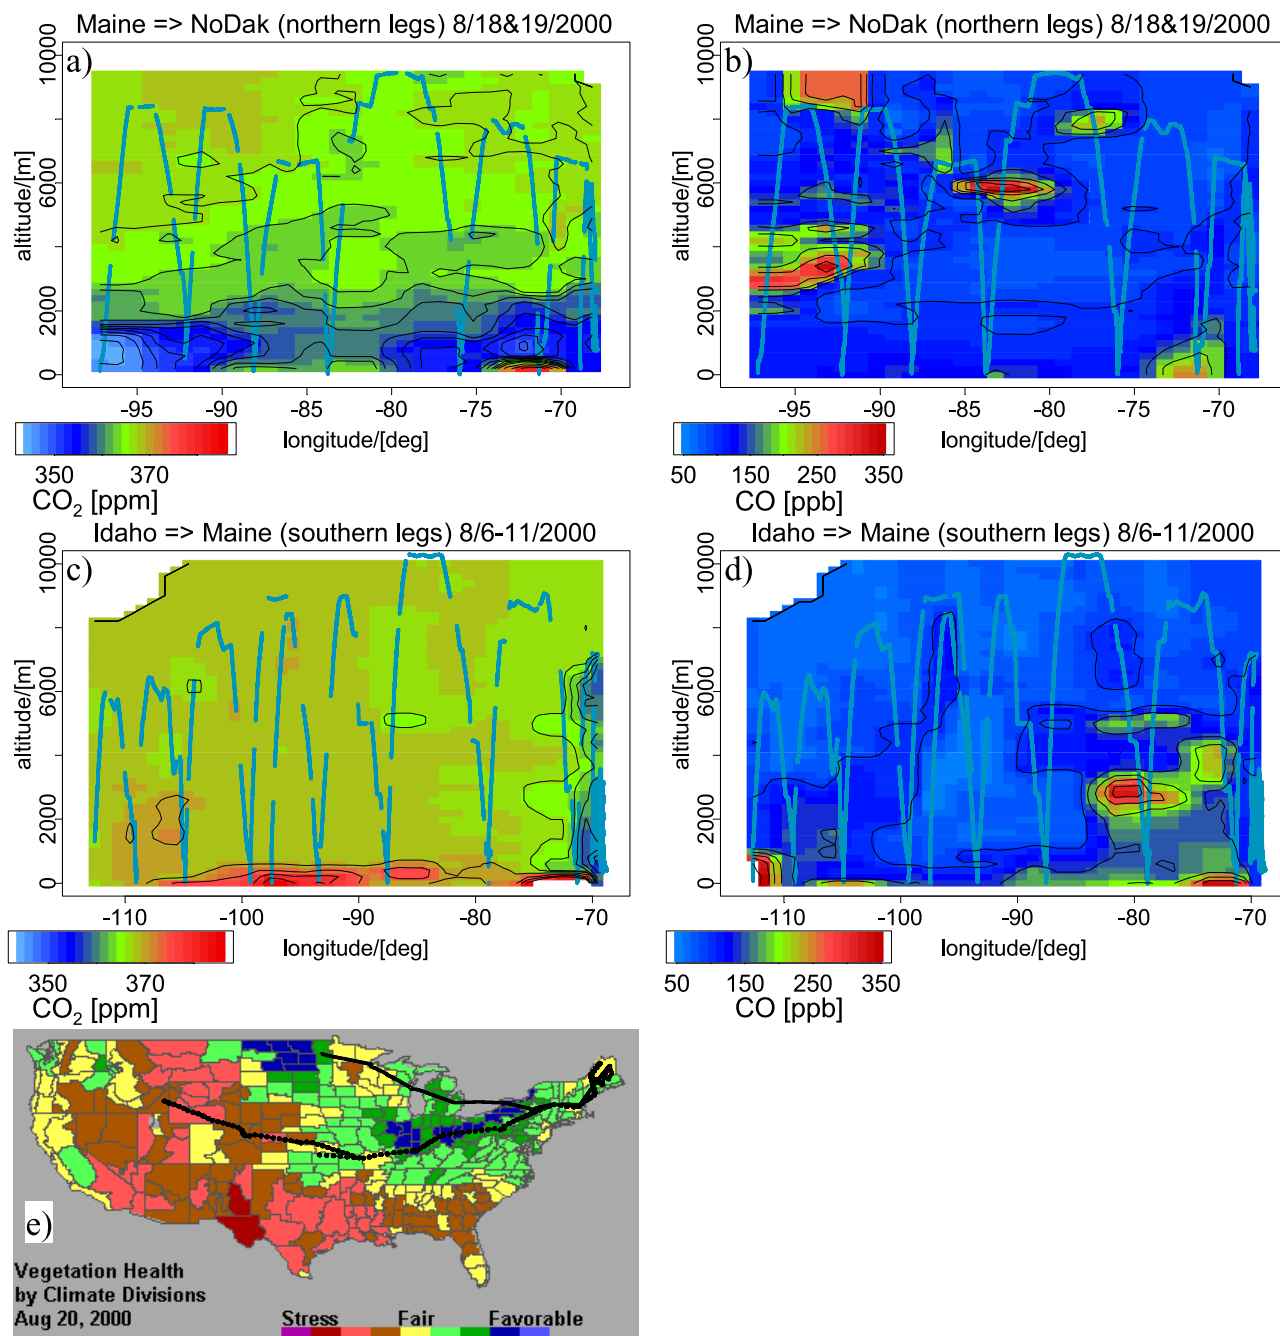 Maine => NoDak (northern legs) 8/18&19/2000
a)
10000
6000
2000
0
altitude/[m]
-95 -90 -85 -80 -75 -70
longitude/[deg]
350 370
CO2 [ppm]
Maine => NoDak (northern legs) 8/18&19/2000
b)
10000
60000
2000
0
altitude/[m]
-95 -90 -85 -80 -75 -70
longitude/[deg]
50 150 250 350
CO [ppb]
Idaho => Maine (southern legs) 8/6-11/2000
c)
10000
6000
2000
0
altitude/[m]
-110 -100 -90 -80 -70
longitude/[deg]
350 370
CO2 [ppm]
Idaho => Maine (southern legs) 8/6-11/2000
d)
10000
6000
2000
0
altitude/[m]
-110 -100 -90 -80 -70
longitude/[deg]
50 150 250 350
CO [ppb]
e)
Vegetation Health
by Climate Divisions
Aug 20, 2000
Stress Fair Favorable